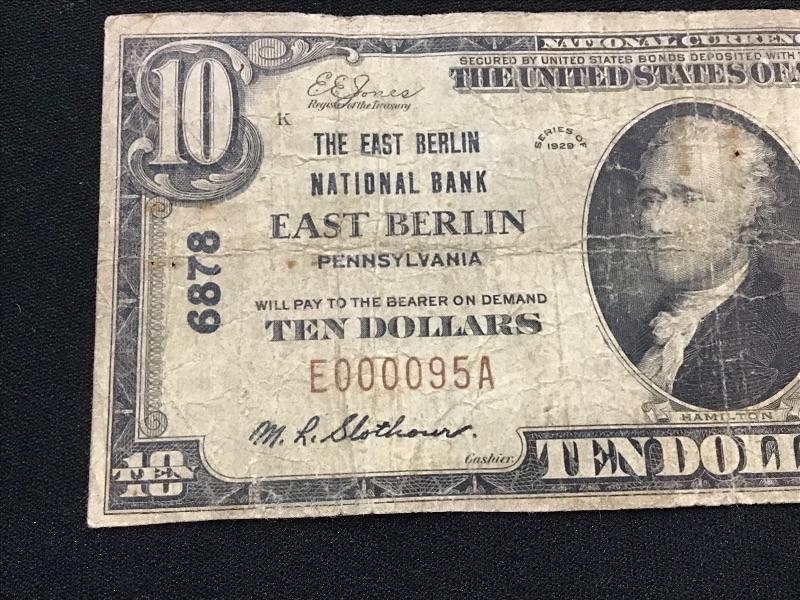 10
NATIONAL CURREN
SECURED BY UNITED STATES BONDS DEPOSITED WITH
THE UNITED STATES OF
E E Jones
Register of the Treasury
K
SERIES OF
1929
THE EAST BERLIN
NATIONAL BANK
EAST BERLIN
PENNSYLVANIA
6878
WILL PAY TO THE BEARER ON DEMAND
TEN DOLLARS
E000095A
M. L. Slothour.
Cashier.
HAMILTON
10
TEN
TEN DOLL